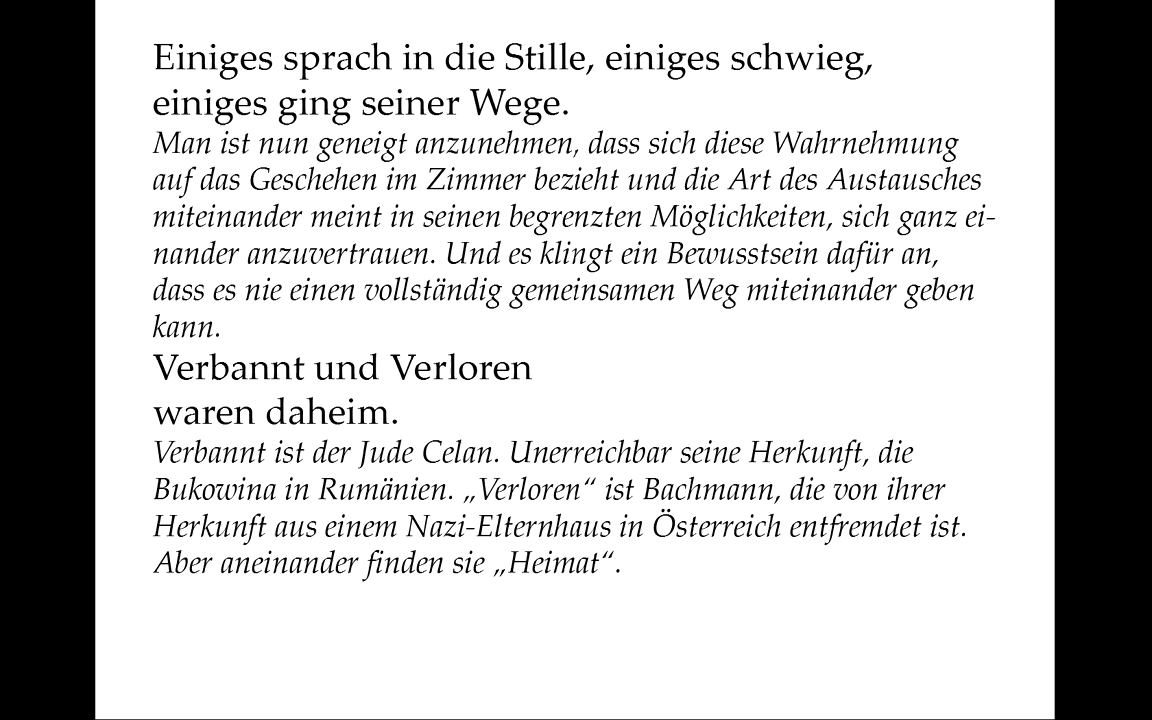 Einiges sprach in die Stille, einiges schwieg,
einiges ging seiner Wege.
Man ist nun geneigt anzunehmen, dass sich diese Wahrnehmung
auf das Geschehen im Zimmer bezieht und die Art des Austausches
miteinander meint in seinen begrenzten Möglichkeiten, sich ganz ei-
nander anzuvertrauen. Und es klingt ein Bewusstsein dafür an,
dass es nie einen vollständig gemeinsamen Weg miteinander geben
kann.
Verbannt und Verloren
waren daheim.
Verbannt ist der Jude Celan. Unerreichbar seine Herkunft, die
Bukowina in Rumänien. „Verloren“ ist Bachmann, die von ihrer
Herkunft aus einem Nazi-Elternhaus in Österreich entfremdet ist.
Aber aneinander finden sie „Heimat“.